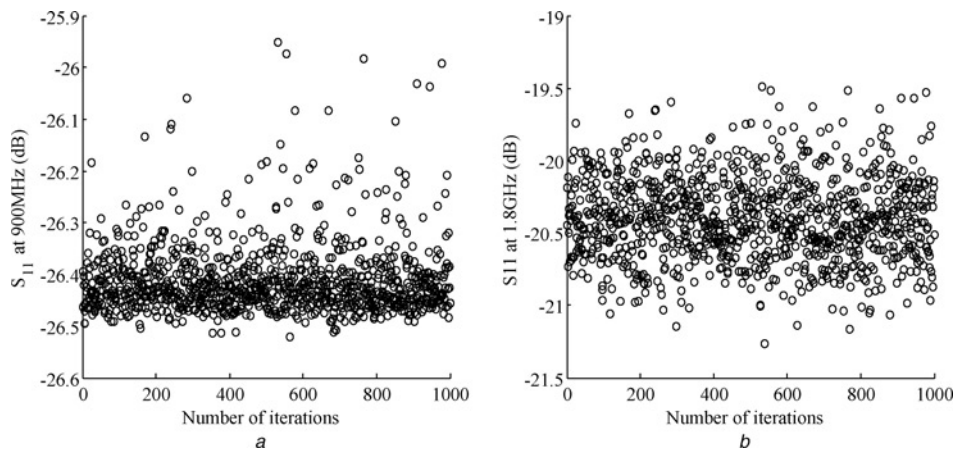 -25.9
-26
-26.1
-26.2
-26.3
-26.4
-26.5
-26.6
S11 at 900MHz (dB)
0 200 400 600 800 1000
Number of iterations
a
-19
-19.5
-20
-20.5
-21
-21.5
S11 at 1.8GHz (dB)
0 200 400 600 800 1000
Number of iterations
b